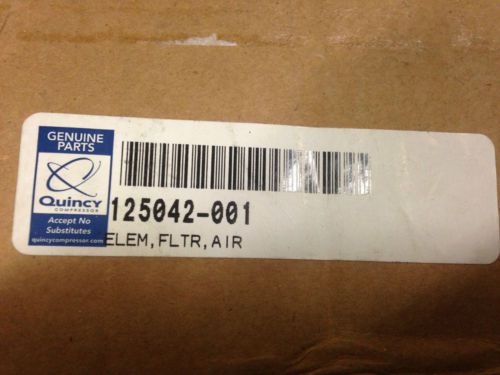 GENUINE
PARTS
Quincy
COMPRESSOR
Accept No
Substitutes
quincycompressor.com
125042-001
ELEM,FLTR,AIR